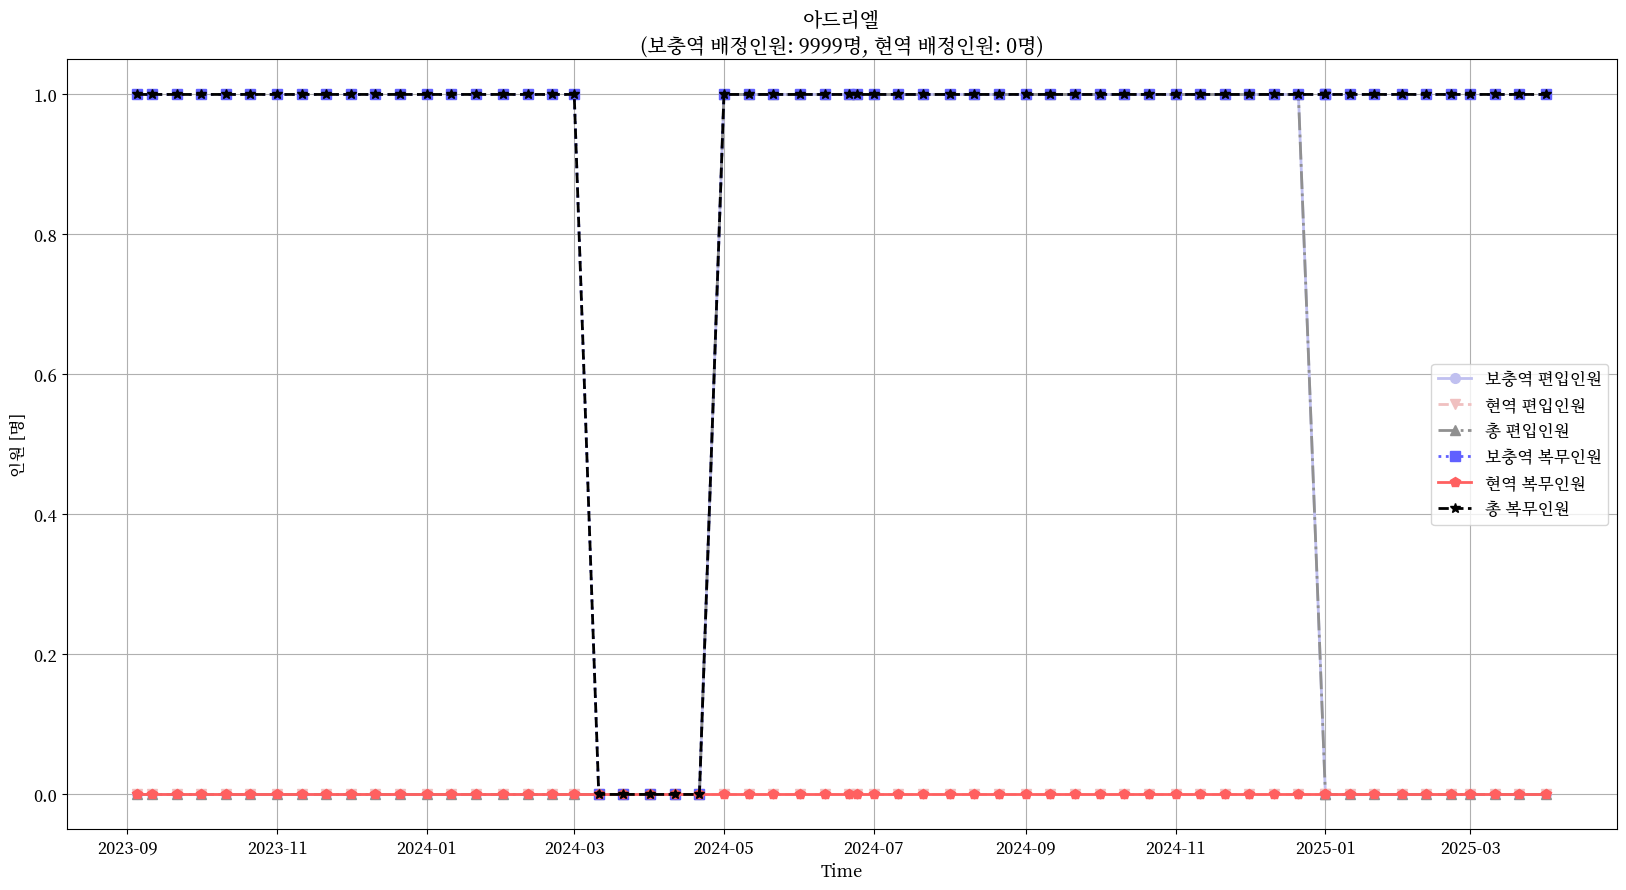 아드리엘
(보충역 배정인원: 9999명, 현역 배정인원: 0명)
인원 [명]
1.0
0.8
0.6
0.4
0.2
0.0
보충역 편입인원
현역 편입인원
총 편입인원
보충역 복무인원
현역 복무인원
총 복무인원
2023-09 2023-11 2024-01 2024-03 2024-05 2024-07 2024-09 2024-11 2025-01 2025-03
Time